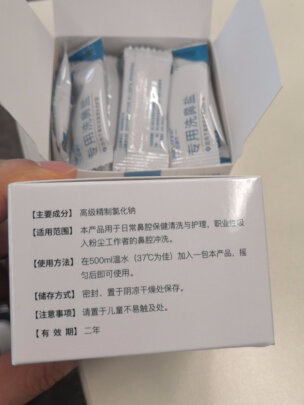 专用洗鼻盐
专用洗鼻盐
【主要成分】 高级精制氯化钠
【适用范围】 本产品用于日常鼻腔保健清洗与护理，职业性吸
入粉尘工作者的鼻腔冲洗。
【使用方法】 在500ml温水（37℃为佳）加入一包本产品，摇
匀后即可使用。
【储存方式】 密封、置于阴凉干燥处保存。
【注意事项】 请置于儿童不易触及处。
【有 效 期】 二年